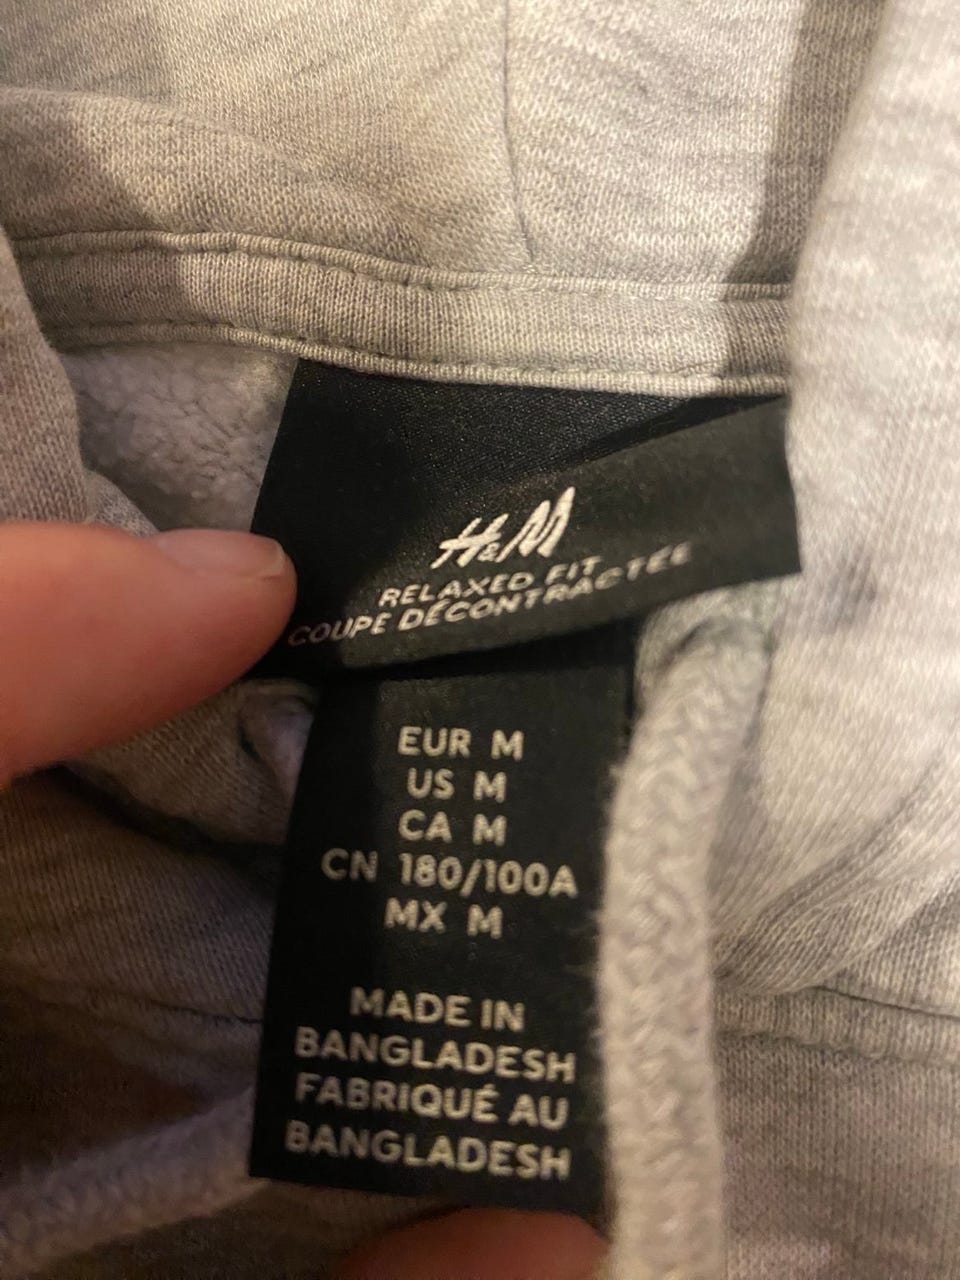 H&M
RELAXED FIT
COUPE DÉCONTRACTÉE
EUR M
US M
CA M
CN 180/100A
MX M
MADE IN
BANGLADESH
FABRIQUÉ AU
BANGLADESH